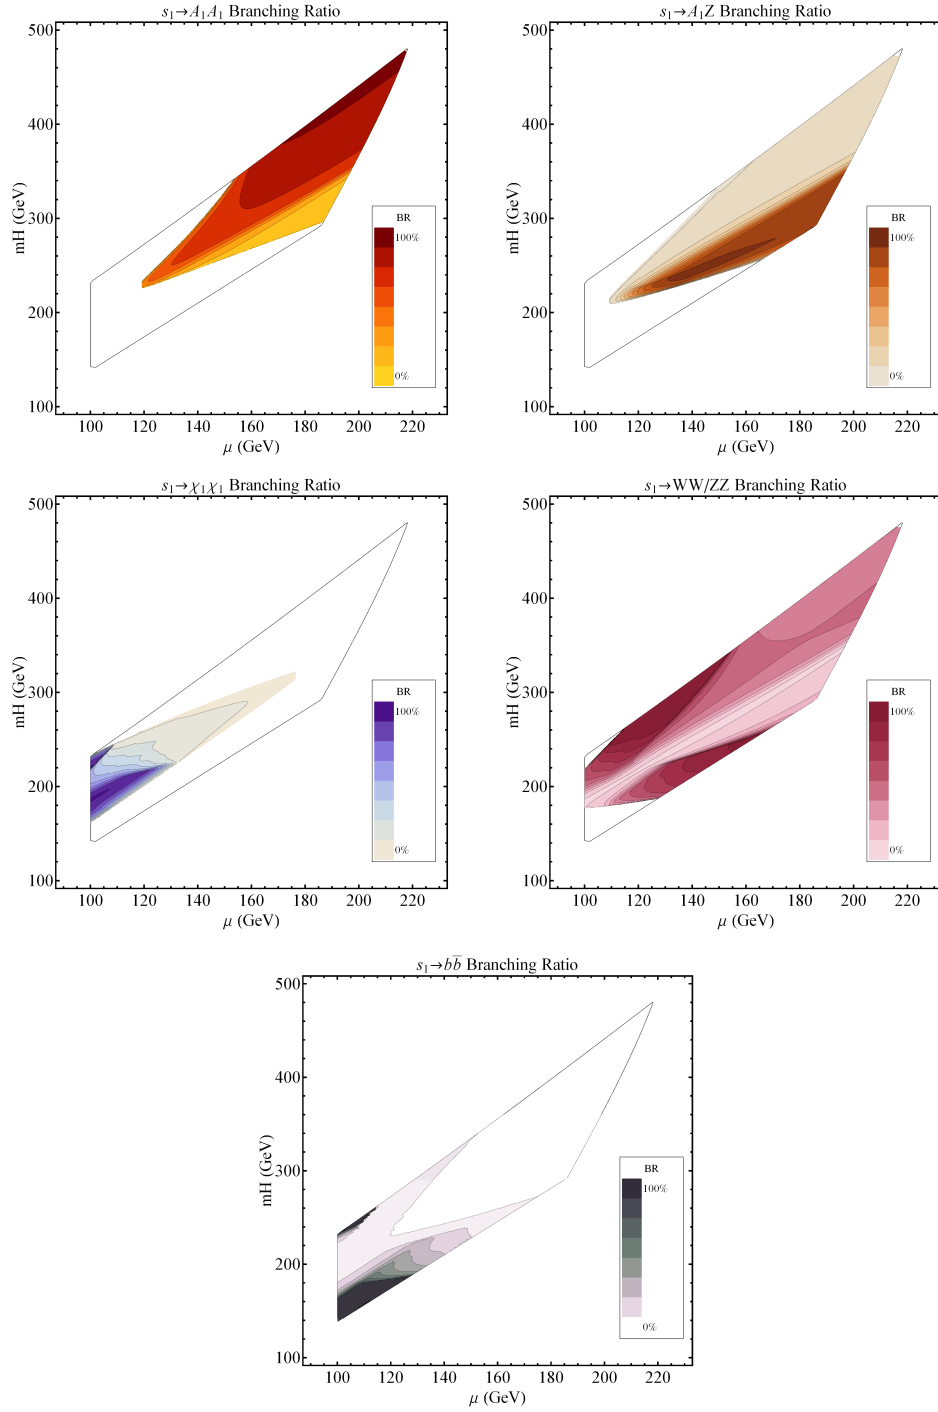 s₁→A₁A₁ Branching Ratio
500
400
300
200
100
mH (GeV)
BR
100%
0%
100 120 140 160 180 200 220
μ (GeV)
s₁→A₁Z Branching Ratio
500
400
300
200
100
mH (GeV)
BR
100%
0%
100 120 140 160 180 200 220
μ (GeV)
s₁→χ₁χ₁ Branching Ratio
500
400
300
200
100
mH (GeV)
BR
100%
0%
100 120 140 160 180 200 220
μ (GeV)
s₁→WW/ZZ Branching Ratio
500
400
300
200
100
mH (GeV)
BR
100%
0%
100 120 140 160 180 200 220
μ (GeV)
s₁→bb̅ Branching Ratio
500
400
300
200
100
mH (GeV)
BR
100%
0%
100 120 140 160 180 200 220
μ (GeV)